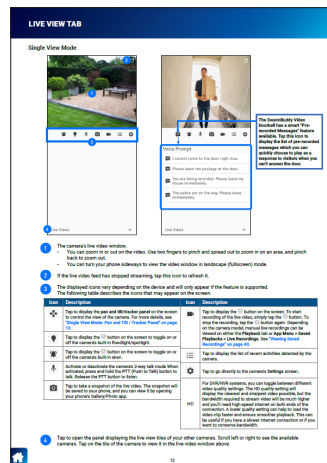 LIVE VIEW TAB
Single View Mode
1
2
3
4
Live Views
Voice Prompt
I cannot come to the door right now.
Please leave the package at the door.
You are being recorded. Please leave my
house immediately.
The police are on the way. Please leave
immediately.
Live Views
The SwannBuddy Video
Doorbell has a smart "Pre-
recorded Messages" feature
available. Tap this icon to
display the list of prerecorded
messages which you can
quickly choose to play as a
response to visitors when you
can't answer the door.
1 The camera's live video window.
- You can zoom in or out on the video. Use two fingers to pinch and spread out to zoom in on an area, and pinch
back to zoom out.
- You can turn your phone sideways to view the video window in landscape (fullscreen) mode.
2 If the live video feed has stopped streaming, tap this icon to refresh it.
3 The displayed icons vary depending on the device and will only appear if the feature is supported.
The following table describes the icons that may appear on the screen.
Icon Description
Tap to display the pan and tilt/tracker panel on the screen
to control the view of the camera. For more details, see
"Single View Mode: Pan and Tilt / Tracker Panel" on page
13.
Tap to display the button on the screen to toggle on or
off the camera's built-in floodlight/spotlight.
Tap to display the button on the screen to toggle on or
off the camera's built-in siren.
Activate or deactivate the camera's 2-way talk mode When
activated, press and hold the PTT (Push To Talk) button to
talk. Release the PTT button to listen.
Tap to take a snapshot of the live video. The snapshot will
be saved to your phone, and you can view it by opening
your phone's Gallery/Photo app.
Icon Description
Tap to display the button on the screen. To start
recording of the live video, simply tap the button. To
stop the recording, tap the button again. Depending
on the camera model, manual live recordings can be
viewed on either the Playback tab or App Menu > Saved
Playbacks > Live Recordings. See "Viewing Saved
Recordings" on page 40.
Tap to display the list of recent activities detected by the
camera.
Tap to go directly to the camera's Settings screen.
For DVR/NVR systems, you can toggle between different
video quality settings. The HD quality setting will
display the clearest and sharpest video possible, but the
bandwidth required to stream video will be much higher
and you'll need high-speed internet on both ends of the
connection. A lower quality setting can help to load the
video clip faster and ensure smoother playback. This can
be useful if you have a slower internet connection or if you
want to conserve bandwidth.
4 Tap to open the panel displaying the live view tiles of your other cameras. Scroll left or right to see the available
cameras. Tap on the tile of the camera to view it in the live video window above.
12